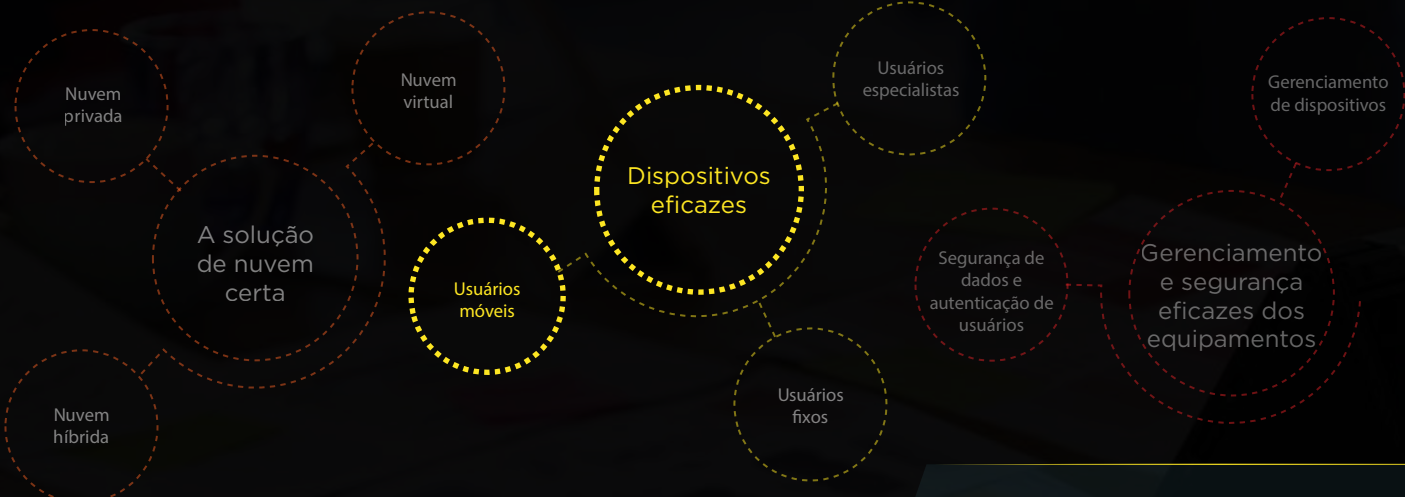 Nuvem
privada
Nuvem
virtual
A solução
de nuvem
certa
Nuvem
híbrida
Usuários
móveis
Dispositivos
eficazes
Usuários
especialistas
Usuários
fixos
Segurança de
dados e
autenticação de
usuários
Gerenciamento
e segurança
eficazes dos
equipamentos
Gerenciamento
de dispositivos